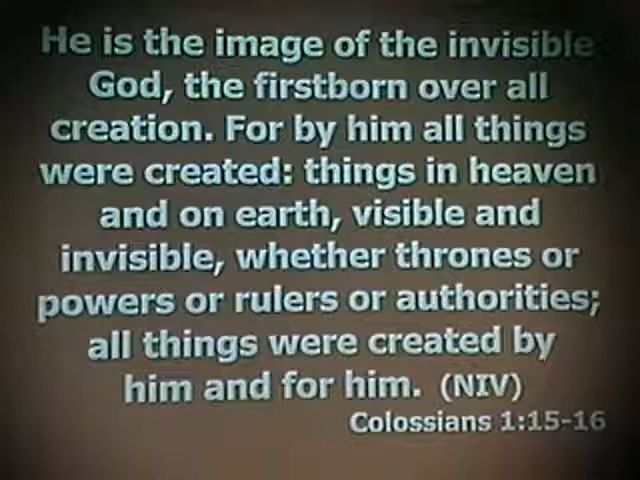 He is the image of the invisible
God, the firstborn over all
creation. For by him all things
were created: things in heaven
and on earth, visible and
invisible, whether thrones or
powers or rulers or authorities;
all things were created by
him and for him. (NIV)
Colossians 1:15-16